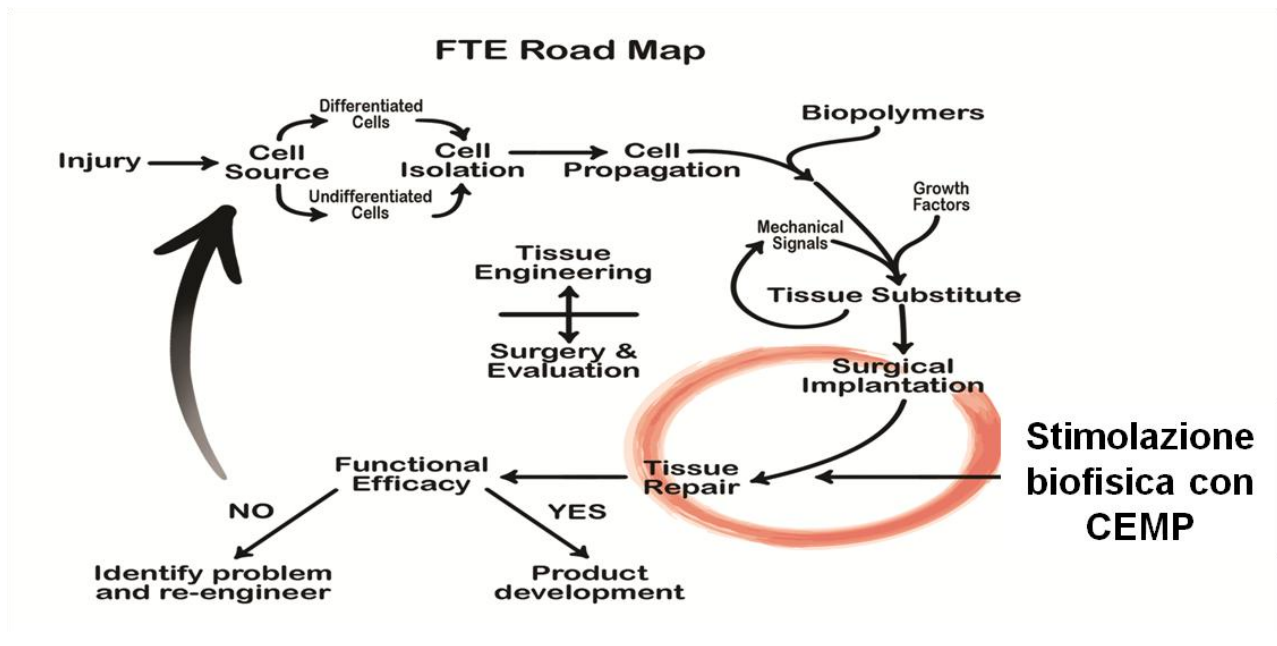 FTE Road Map
Differentiated
Cells
Biopolymers
Injury
Cell
Source
Cell
Isolation
Cell
Propagation
Undifferentiated
Cells
Growth
Factors
Mechanical
Signals
Tissue
Engineering
Tissue Substitute
Surgery &
Evaluation
Surgical
Implantation
Stimolazione
biofisica con
CEMP
Tissue
Repair
Functional
Efficacy
NO
YES
Identify problem
and re-engineer
Product
development